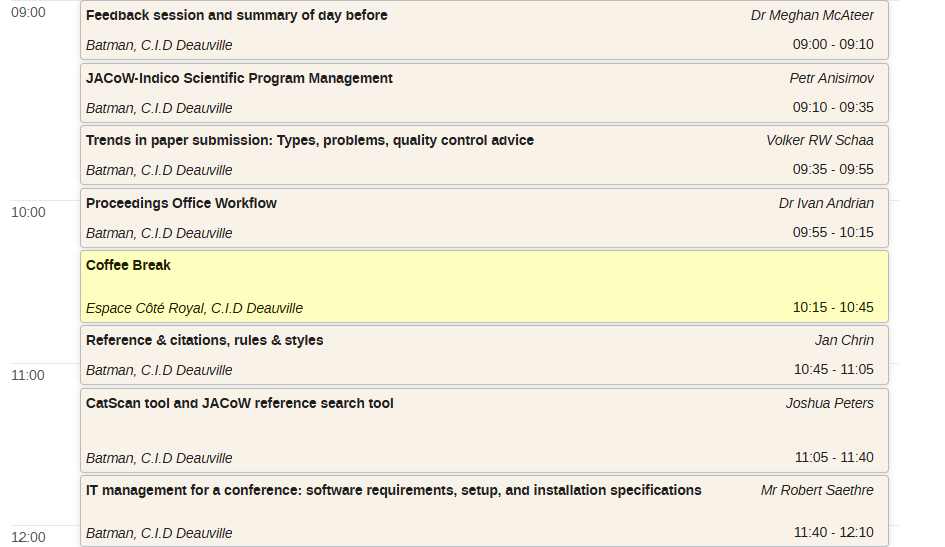 09:00
Feedback session and summary of day before Dr Meghan McAteer
Batman, C.I.D Deauville 09:00 - 09:10
JACoW-Indico Scientific Program Management Petr Anisimov
Batman, C.I.D Deauville 09:10 - 09:35
Trends in paper submission: Types, problems, quality control advice Volker RW Schaa
Batman, C.I.D Deauville 09:35 - 09:55
10:00
Proceedings Office Workflow Dr Ivan Andrian
Batman, C.I.D Deauville 09:55 - 10:15
Coffee Break
Espace Côté Royal, C.I.D Deauville 10:15 - 10:45
Reference & citations, rules & styles Jan Chrin
Batman, C.I.D Deauville 10:45 - 11:05
11:00
CatScan tool and JACoW reference search tool Joshua Peters
Batman, C.I.D Deauville 11:05 - 11:40
IT management for a conference: software requirements, setup, and installation specifications Mr Robert Saethre
Batman, C.I.D Deauville 11:40 - 12:10
12:00